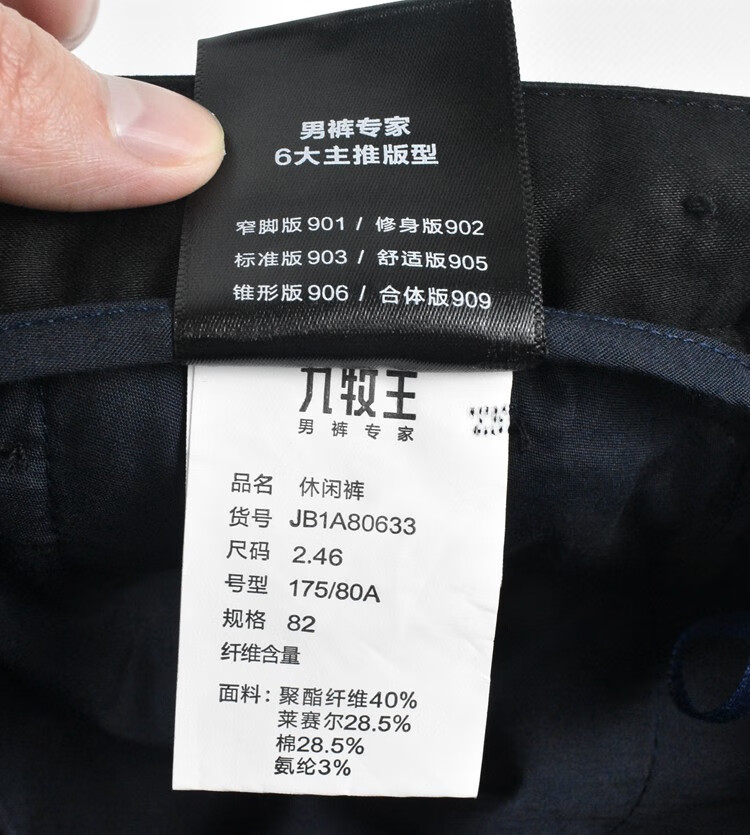 男裤专家
6大主推版型
窄脚版901 / 修身版902
标准版903 / 舒适版905
锥形版906 / 合体版909
九牧王
男裤专家
品名 休闲裤
货号 JB1A80633
尺码 2.46
号型 175/80A
规格 82
纤维含量
面料：聚酯纤维40%
莱赛尔28.5%
棉28.5%
氨纶3%